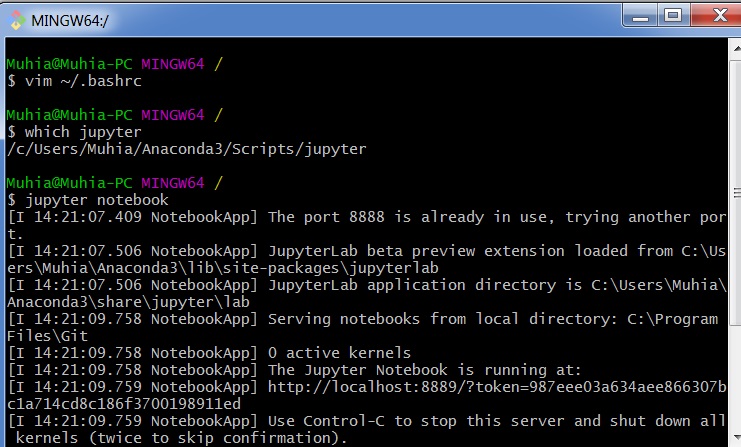 MINGW64:/
Muhia@Muhia-PC MINGW64 /
$ vim ~/.bashrc
Muhia@Muhia-PC MINGW64 /
$ which jupyter
/c/Users/Muhia/Anaconda3/Scripts/jupyter
Muhia@Muhia-PC MINGW64 /
$ jupyter notebook
[I 14:21:07.409 NotebookApp] The port 8888 is already in use, trying another por
t.
[I 14:21:07.506 NotebookApp] JupyterLab beta preview extension loaded from C:\Us
ers\Muhia\Anaconda3\lib\site-packages\jupyterlab
[I 14:21:07.506 NotebookApp] JupyterLab application directory is C:\Users\Muhia\
Anaconda3\share\jupyter\lab
[I 14:21:09.758 NotebookApp] Serving notebooks from local directory: C:\Program
Files\Git
[I 14:21:09.758 NotebookApp] 0 active kernels
[I 14:21:09.758 NotebookApp] The Jupyter Notebook is running at:
[I 14:21:09.759 NotebookApp] http://localhost:8889/?token=987eee03a634aee866307b
c1a714cd8c186f3700198911ed
[I 14:21:09.759 NotebookApp] Use Control-C to stop this server and shut down all
 kernels (twice to skip confirmation).